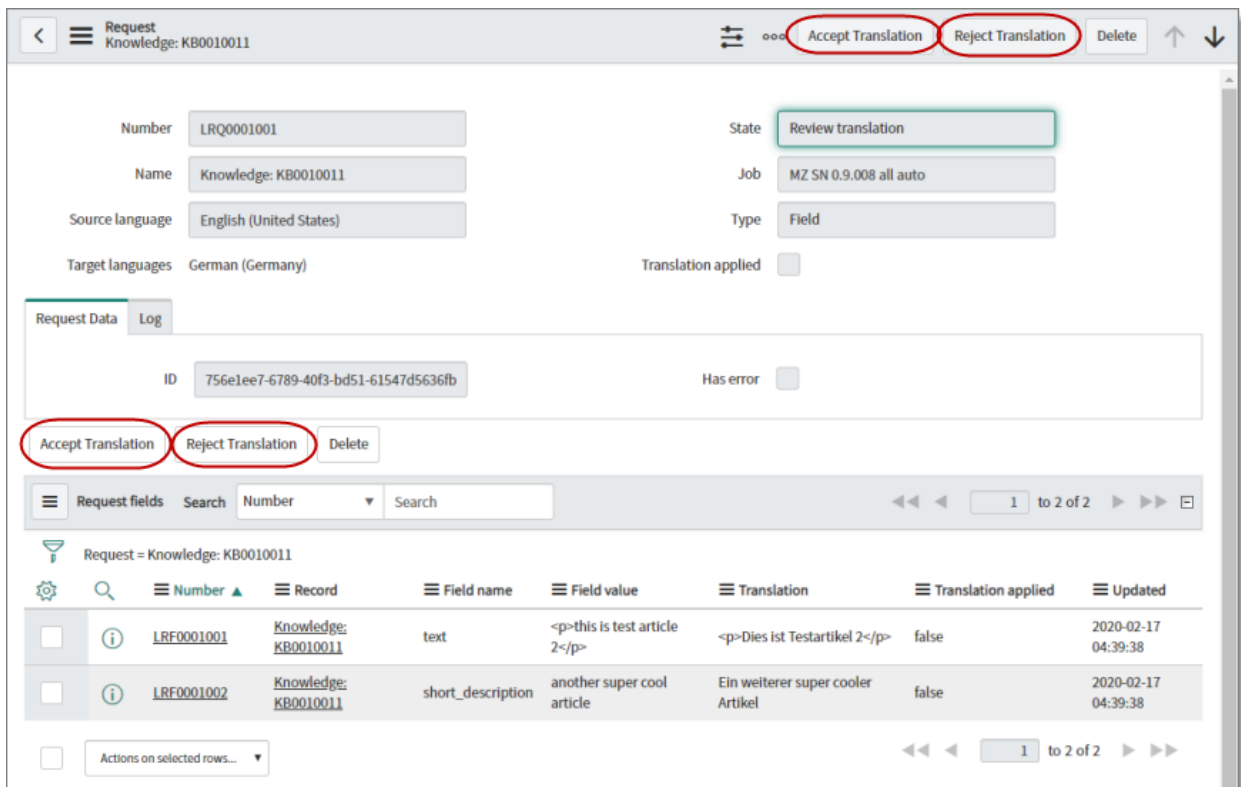 Request
Knowledge: KB0010011
Accept Translation Reject Translation Delete
Number LRQ0001001 State Review translation
Name Knowledge: KB0010011 Job MZ SN 0.9.008 all auto
Source language English (United States) Type Field
Target languages German (Germany) Translation applied
Request Data Log
ID 756e1ee7-6789-40f3-bd51-61547d5636fb Has error
Accept Translation Reject Translation Delete
Request fields Search Number Search 1 to 2 of 2
Request = Knowledge: KB0010011
Number Record Field name Field value Translation Translation applied Updated
LRF0001001 Knowledge: KB0010011 text <p>this is test article 2</p> <p>Dies ist Testartikel 2</p> false 2020-02-17 04:39:38
LRF0001002 Knowledge: KB0010011 short_description another super cool article Ein weiterer super cooler Artikel false 2020-02-17 04:39:38
Actions on selected rows... 1 to 2 of 2